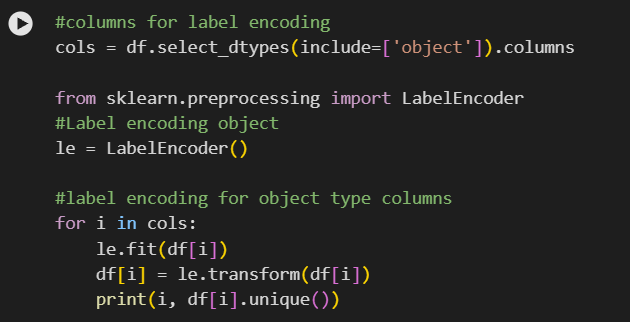 #columns for label encoding
cols = df.select_dtypes(include=['object']).columns
from sklearn.preprocessing import LabelEncoder
#Label encoding object
le = LabelEncoder()
#label encoding for object type columns
for i in cols:
    le.fit(df[i])
    df[i] = le.transform(df[i])
    print(i, df[i].unique())